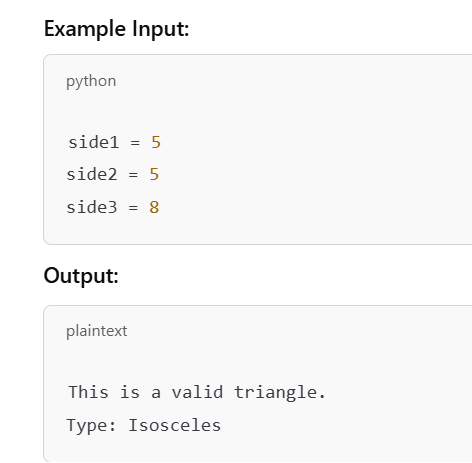 Example Input:
python
side1 = 5
side2 = 5
side3 = 8
Output:
plaintext
This is a valid triangle.
Type: Isosceles